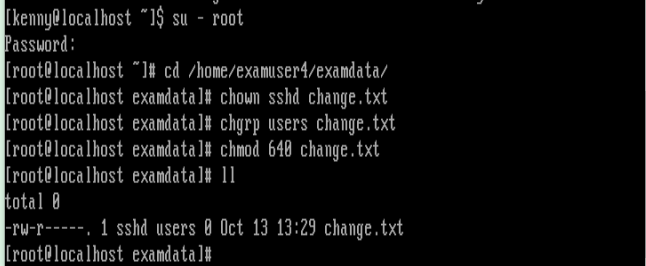 [kenny@localhost ~]$ su - root
Password:
[root@localhost ~]# cd /home/examuser4/examdata/
[root@localhost examdata]# chown sshd change.txt
[root@localhost examdata]# chgrp users change.txt
[root@localhost examdata]# chmod 640 change.txt
[root@localhost examdata]# ll
total 0
-rw-r-----. 1 sshd users 0 Oct 13 13:29 change.txt
[root@localhost examdata]#